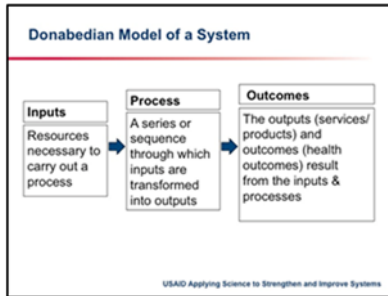 Donabedian Model of a System
Inputs
Resources
necessary to
carry out a
process
Process
A series or
sequence
through which
inputs are
transformed
into outputs
Outcomes
The outputs (services/
products) and
outcomes (health
outcomes) result
from the inputs &
processes
USAID Applying Science to Strengthen and Improve Systems